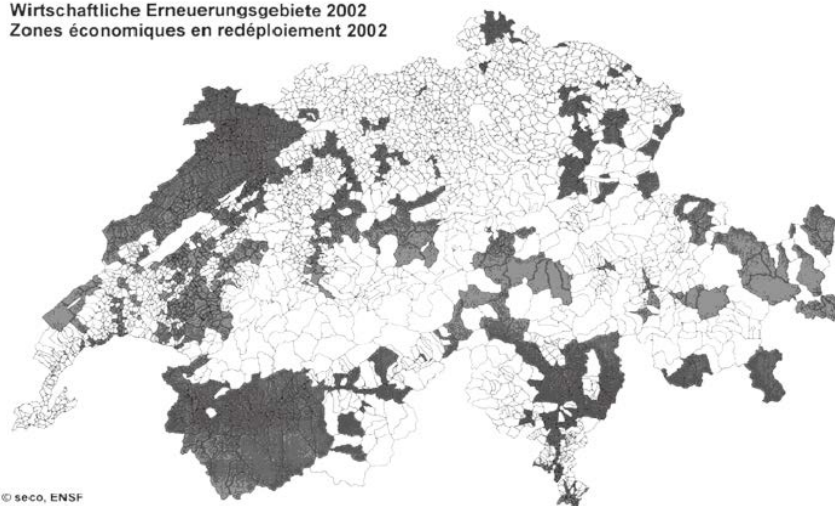 Wirtschaftliche Erneuerungsgebiete 2002
Zones économiques en redéploiement 2002
© seco, ENSF